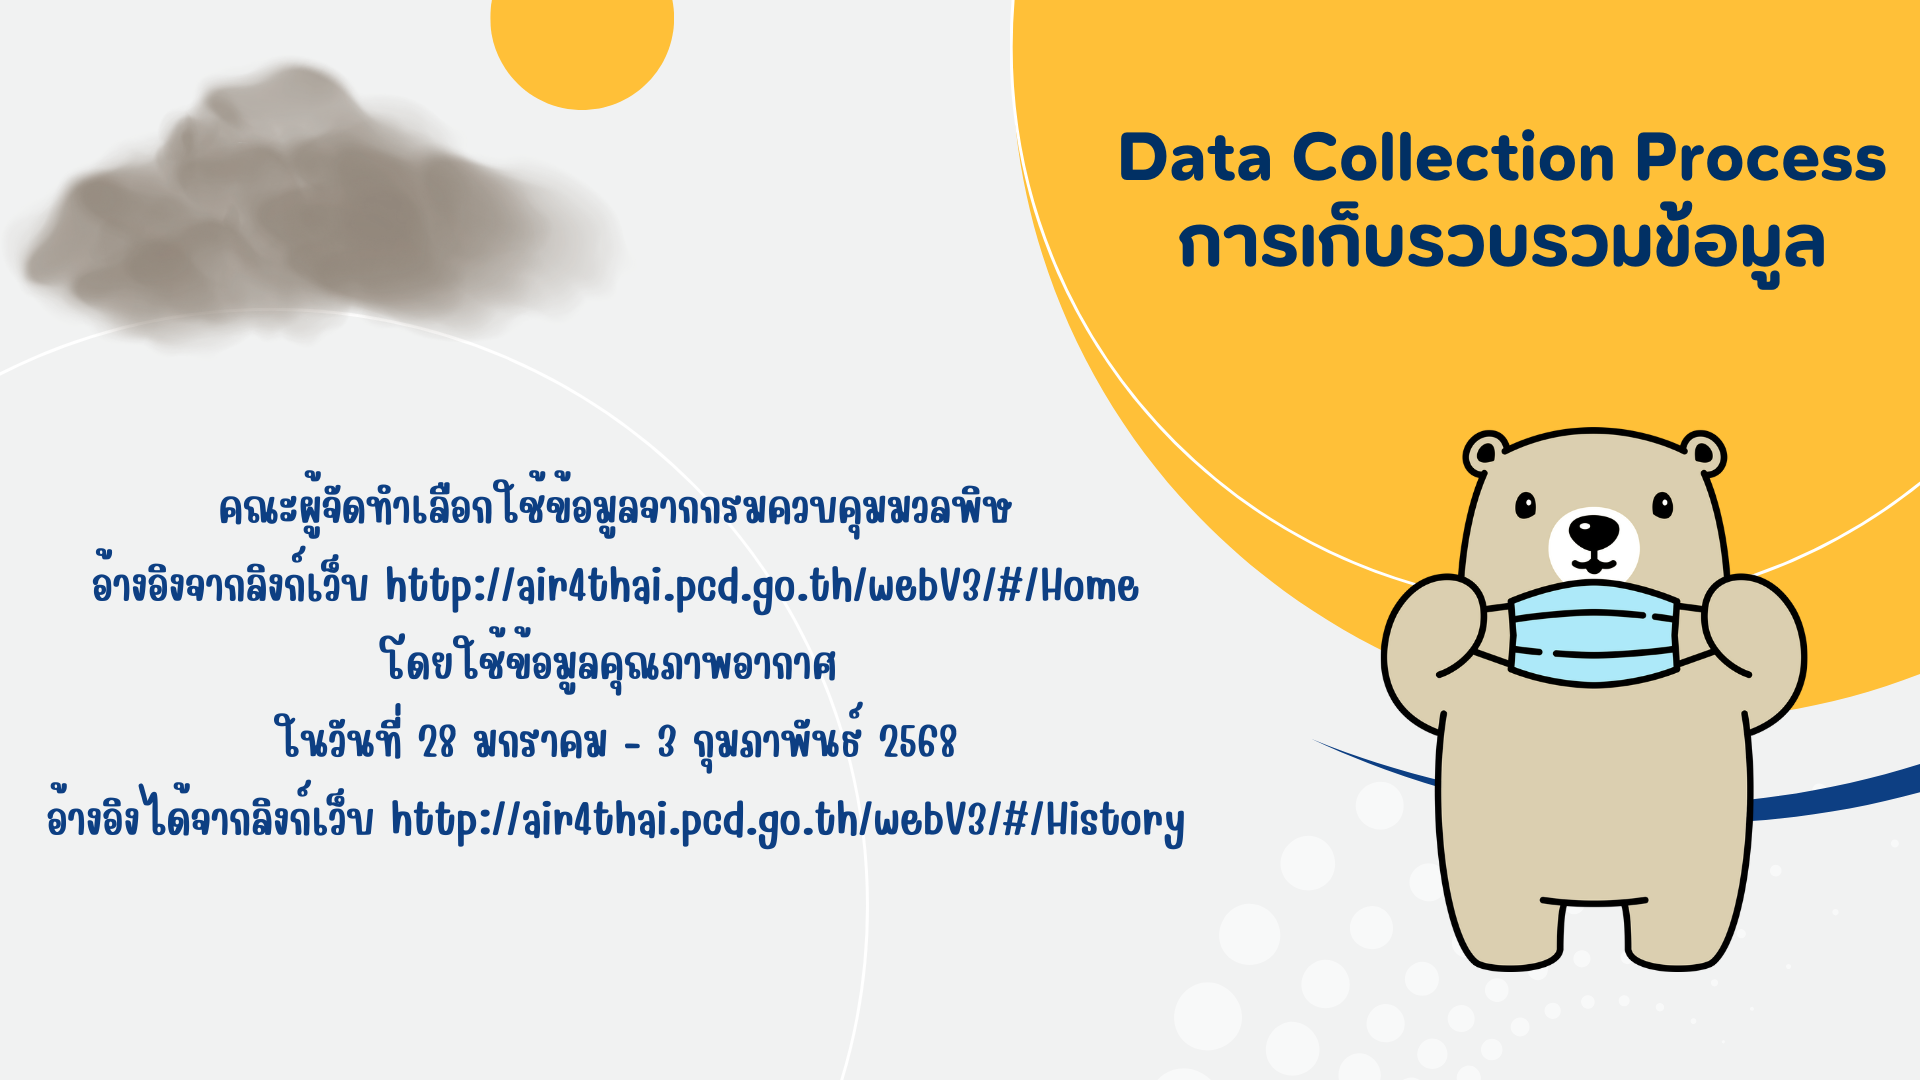 Data Collection Process
การเก็บรวบรวมข้อมูล
คณะผู้จัดทำเลือกใช้ข้อมูลจากกรมควบคุมมวลพิษ
อ้างอิงจากลิงก์เว็บ http://air4thai.pcd.go.th/webV3/#/Home
โดยใช้ข้อมูลคุณภาพอากาศ
ในวันที่ 28 มกราคม - 3 กุมภาพันธ์ 2568
อ้างอิงได้จากลิงก์เว็บ http://air4thai.pcd.go.th/webV3/#/History